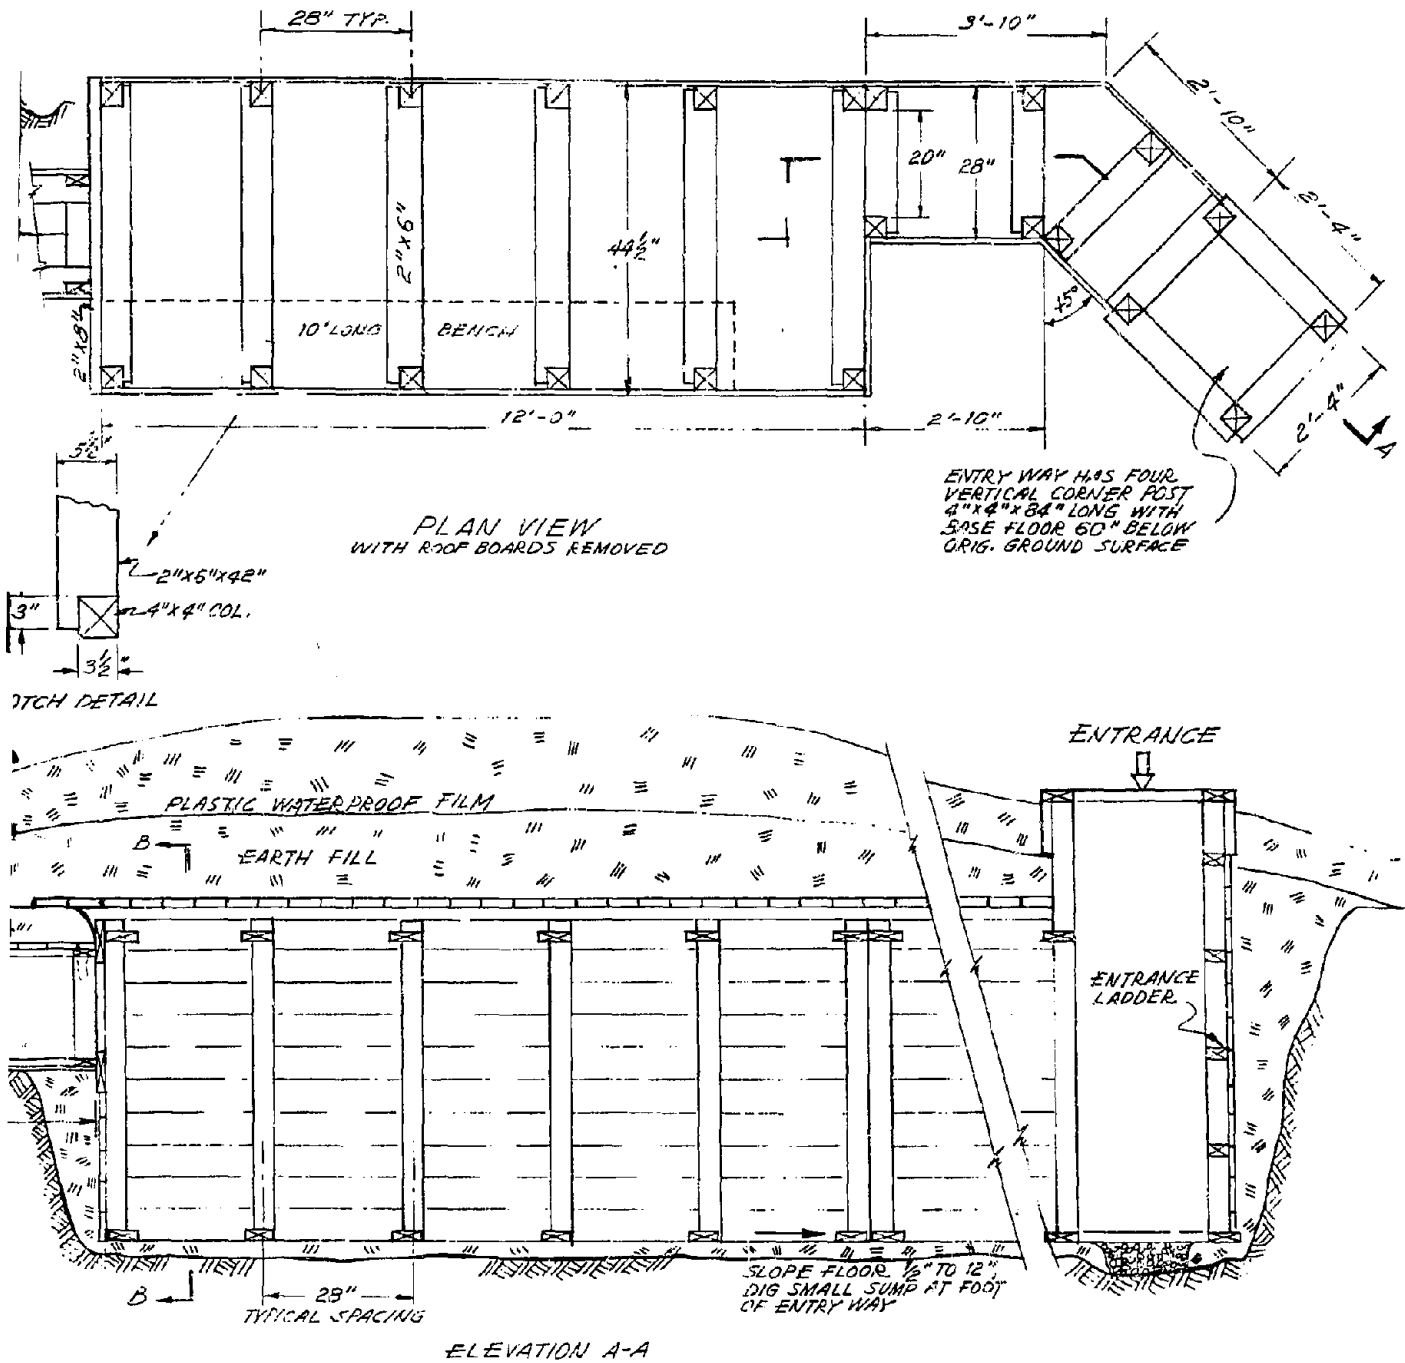 28" TYP.
3'-10"
2'-10"
2'-4"
20"
28"
2"X6"
44½"
45°
10' LONG BENCH
2"X8"
12'-0"
2'-10"
2'-4"
A
5½"
ENTRY WAY HAS FOUR
VERTICAL CORNER POST
4"X4"X84" LONG WITH
BASE FLOOR 60" BELOW
ORIG. GROUND SURFACE
PLAN VIEW
WITH ROOF BOARDS REMOVED
2"X6"X42"
3"
4"X4" COL.
3½"
OTCH DETAIL
ENTRANCE
PLASTIC WATERPROOF FILM
B
EARTH FILL
ENTRANCE
LADDER
SLOPE FLOOR ½" TO 12",
DIG SMALL SUMP AT FOOT
OF ENTRY WAY
B
28"
TYPICAL SPACING
ELEVATION A-A